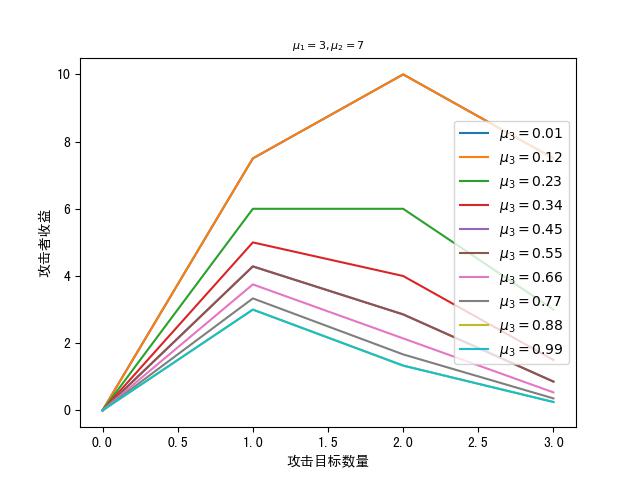 μ₁ = 3, μ₂ = 7
攻击者收益
10
8
6
4
2
0
0.0 0.5 1.0 1.5 2.0 2.5 3.0
攻击目标数量
μ₃ = 0.01
μ₃ = 0.12
μ₃ = 0.23
μ₃ = 0.34
μ₃ = 0.45
μ₃ = 0.55
μ₃ = 0.66
μ₃ = 0.77
μ₃ = 0.88
μ₃ = 0.99